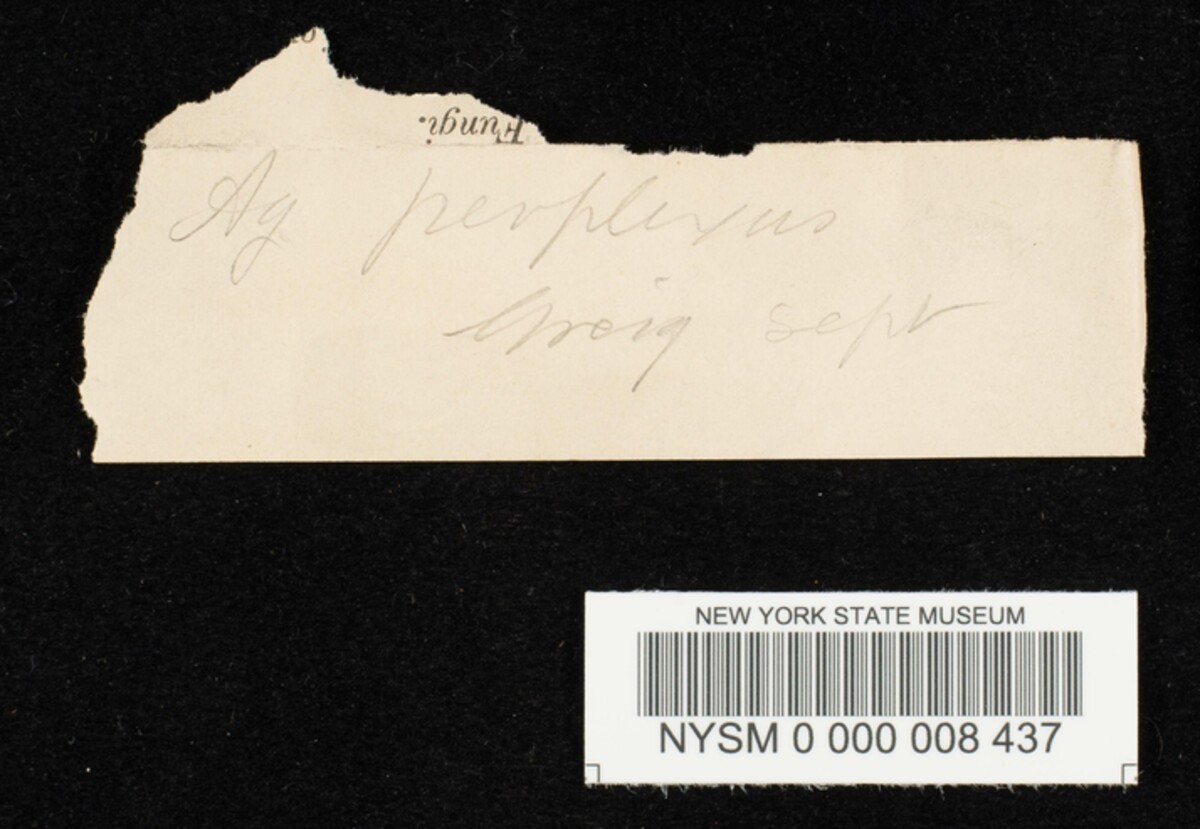 Fungi.
Ag perplexus
Greig sept
NEW YORK STATE MUSEUM
NYSM 0 000 008 437